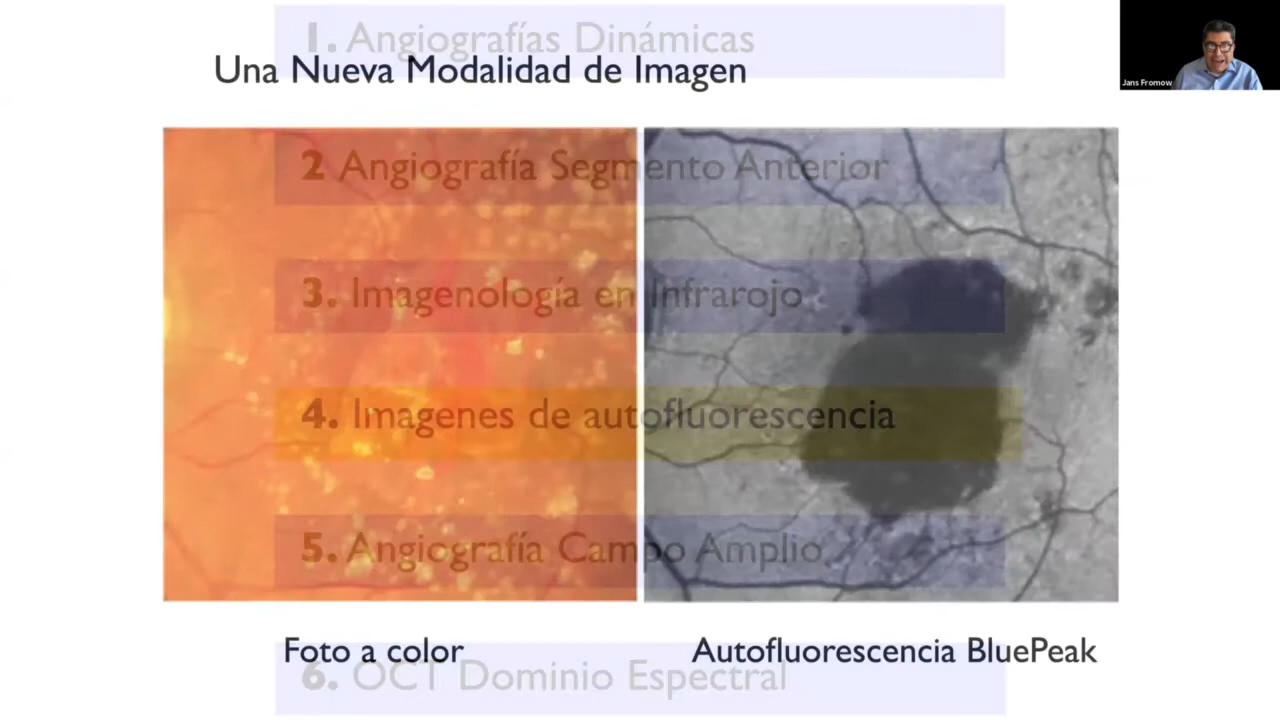 1. Angiografías Dinámicas
Una Nueva Modalidad de Imagen
2 Angiografía Segmento Anterior
3. Imagenología en Infrarojo
4. Imagenes de autofluorescencia
5. Angiografía Campo Amplio
Foto a color
Autofluorescencia BluePeak
6. OCT Dominio Espectral
Jans Fromow